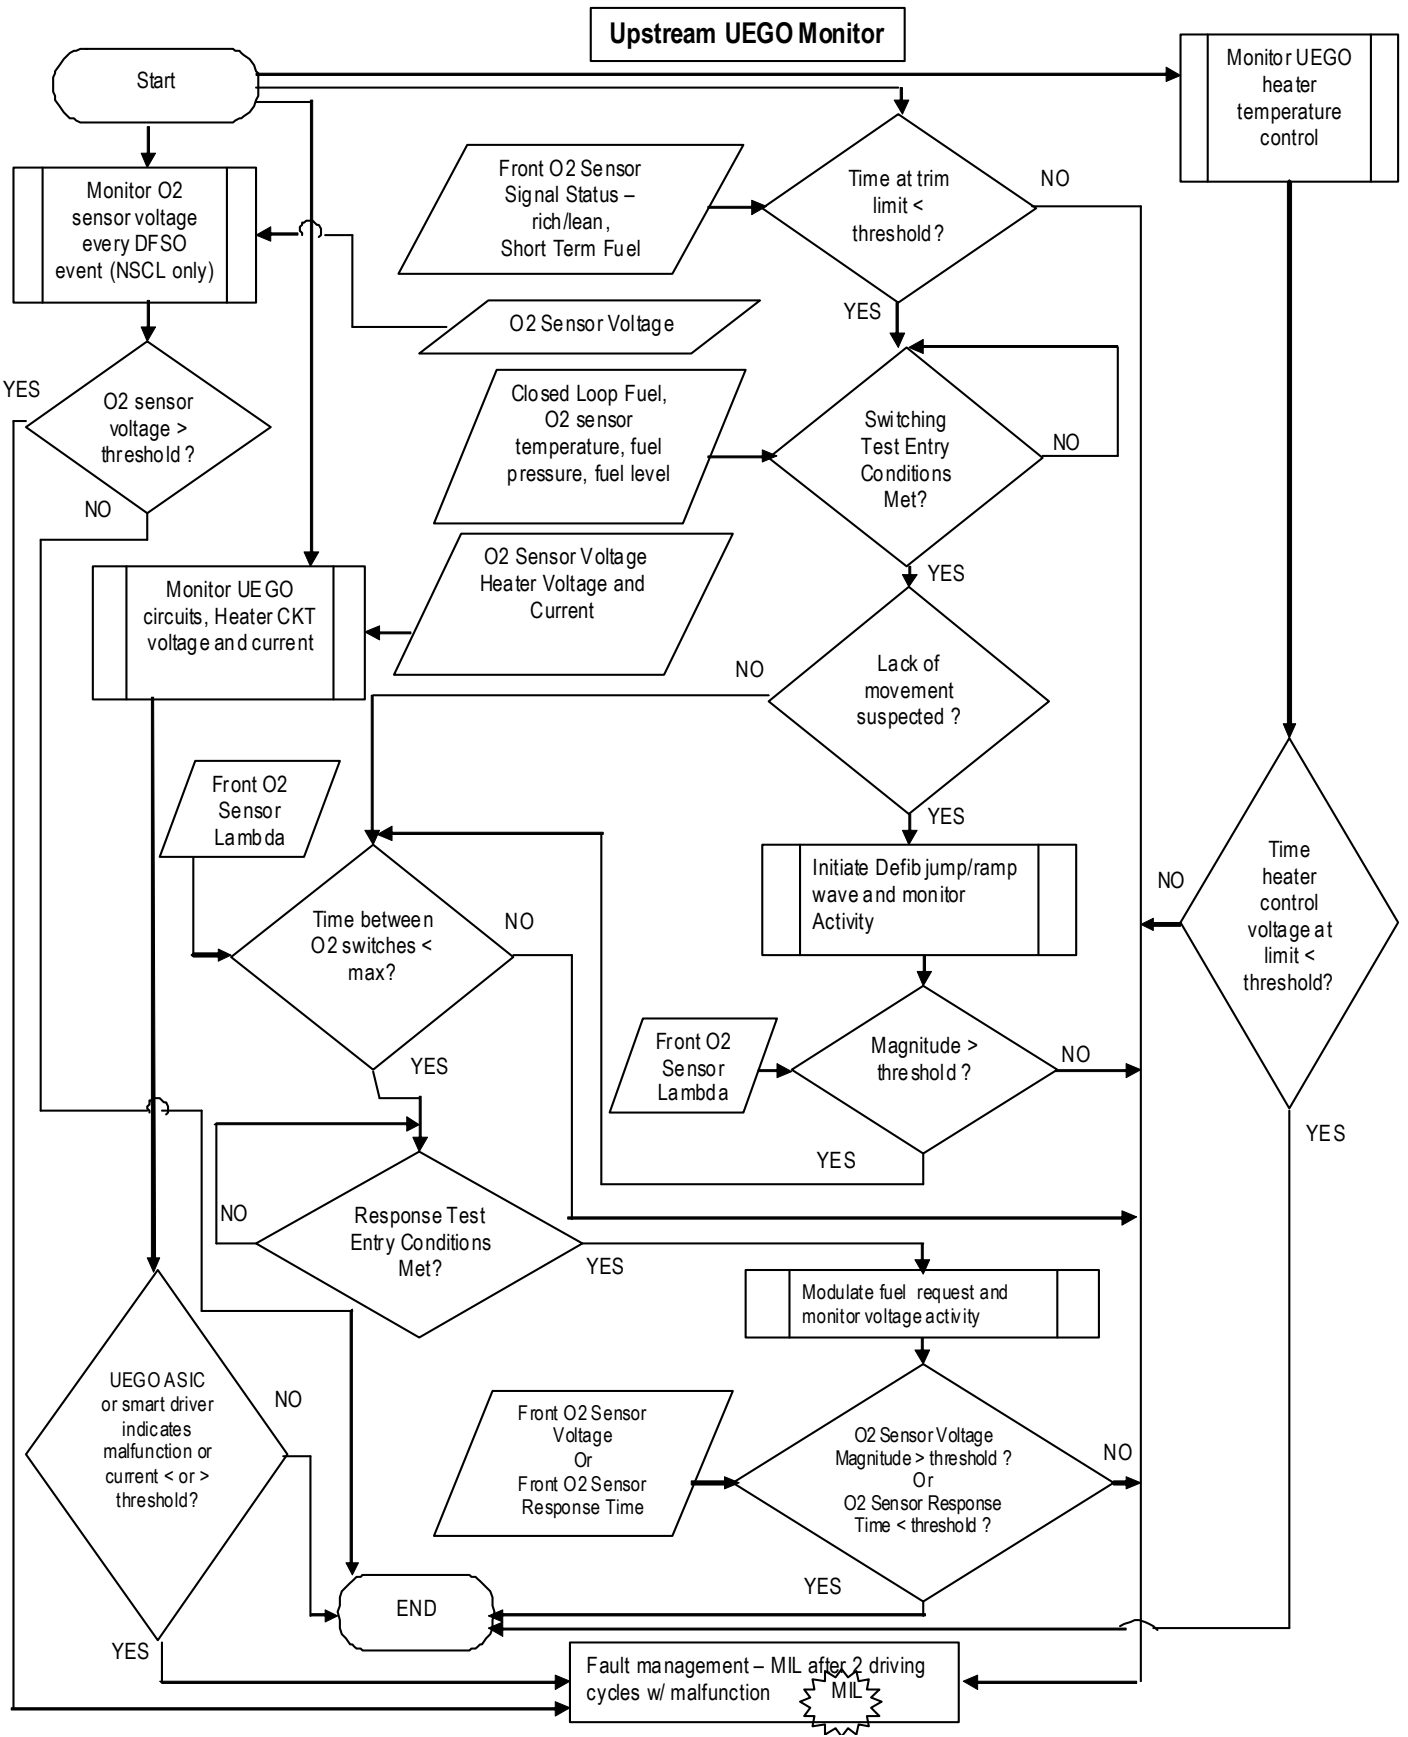 Upstream UEGO Monitor
Start
Monitor UEGO
heater
temperature
control
Monitor O2
sensor voltage
every DFSO
event (NSCL only)
Front O2 Sensor
Signal Status –
rich/lean,
Short Term Fuel
Time at trim
limit <
threshold?
NO
YES
O2 Sensor Voltage
YES
O2 sensor
voltage >
threshold ?
NO
Closed Loop Fuel,
O2 sensor
temperature, fuel
pressure, fuel level
Switching
Test Entry
Conditions
Met?
NO
YES
O2 Sensor Voltage
Heater Voltage and
Current
Monitor UEGO
circuits, Heater CKT
voltage and current
NO
Lack of
movement
suspected ?
YES
Front O2
Sensor
Lambda
Initiate Defib jump/ramp
wave and monitor
Activity
Time
heater
control
voltage at
limit <
threshold?
NO
YES
Time between
O2 switches <
max?
NO
YES
Front O2
Sensor
Lambda
Magnitude >
threshold ?
NO
YES
Response Test
Entry Conditions
Met?
NO
YES
Modulate fuel request and
monitor voltage activity
UEGO ASIC
or smart driver
indicates
malfunction or
current < or >
threshold?
NO
YES
Front O2 Sensor
Voltage
Or
Front O2 Sensor
Response Time
O2 Sensor Voltage
Magnitude > threshold ?
Or
O2 Sensor Response
Time < threshold ?
NO
YES
END
Fault management – MIL after 2 driving
cycles w/ malfunction
MIL